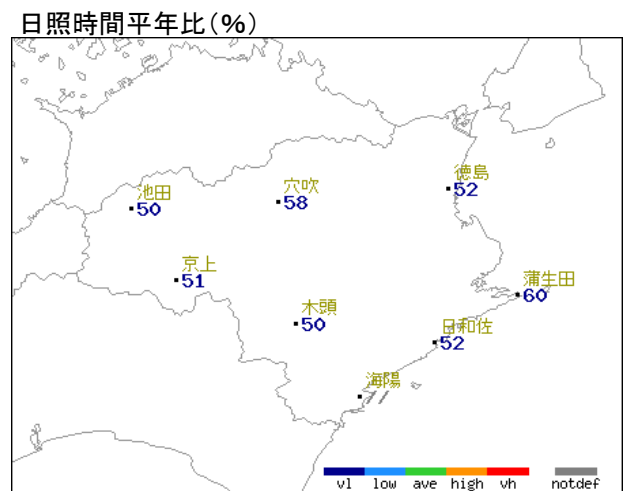 日照時間平年比(%)
徳島
52
穴吹
58
池田
50
京上
51
蒲生田
60
木頭
50
日和佐
52
海陽
//
vl low ave high vh notdef